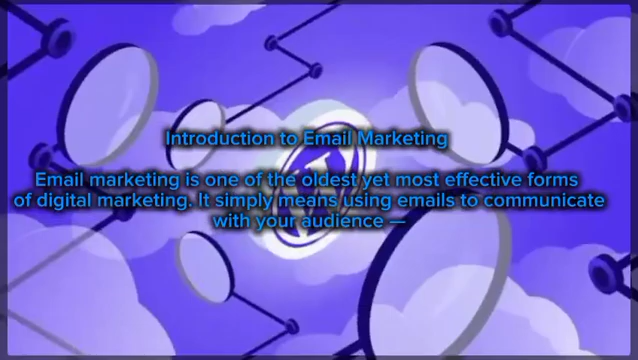 Introduction to Email Marketing
Email marketing is one of the oldest yet most effective forms
of digital marketing. It simply means using emails to communicate
with your audience —